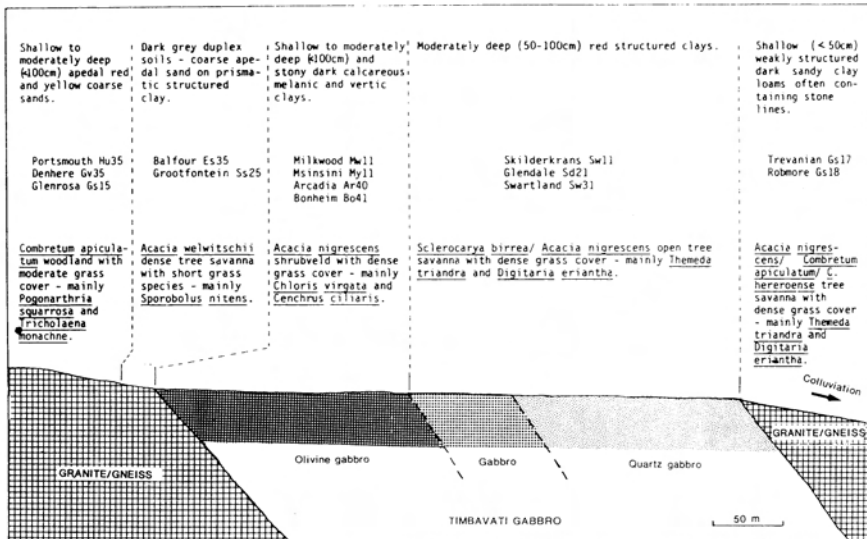 Shallow to
moderately deep
(<100cm) apedal red
and yellow coarse
sands.
Dark grey duplex
soils - coarse ape-
dal sand on prisma-
tic structured
clay.
Shallow to moderately
deep (<100cm) and
stony dark calcareous
melanic and vertic
clays.
Moderately deep (50-100cm) red structured clays.
Shallow (< 50cm)
weakly structured
dark sandy clay
loams often con-
taining stone
lines.
Portsmouth Hu35
Denhere Gv35
Glenrosa Gs15
Balfour Es35
Grootfontein Ss25
Milkwood Mw11
Msinsini My11
Arcadia Ar40
Bonheim Bo41
Skilderkrans Sw11
Glendale Sd21
Swartland Sw31
Trevanian Gs17
Robmore Gs18
Combretum apicula-
tum woodland with
moderate grass
cover - mainly
Pogonarthria
squarrosa and
Tricholaena
monachne.
Acacia welwitschii
dense tree savanna
with short grass
species - mainly
Sporobolus nitens.
Acacia nigrescens
shrubveld with dense
grass cover - mainly
Chloris virgata and
Cenchrus ciliaris.
Sclerocarya birrea/ Acacia nigrescens open tree
savanna with dense grass cover - mainly Themeda
triandra and Digitaria eriantha.
Acacia nigres-
cens/ Combretum
apiculatum/ C.
hereroense tree
savanna with
dense grass cover
- mainly Themeda
triandra and
Digitaria
eriantha.
Colluviation
GRANITE/GNEISS
Olivine gabbro
Gabbro
Quartz gabbro
GRANITE/GNEISS
TIMBAVATI GABBRO
50 m